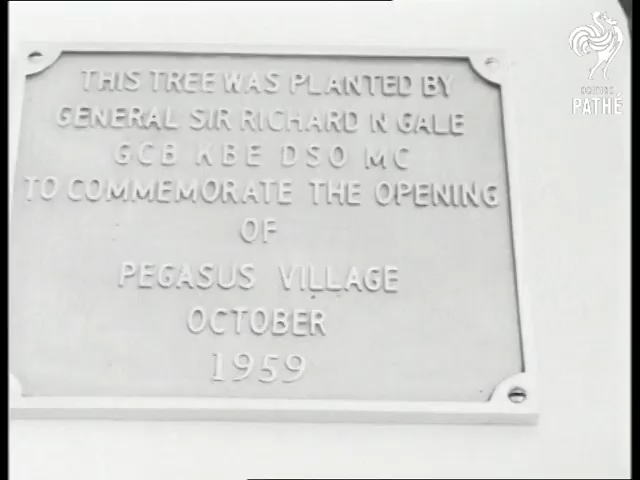 THIS TREE WAS PLANTED BY
GENERAL SIR RICHARD N GALE
GCB KBE DSO MC
TO COMMEMORATE THE OPENING
OF
PEGASUS VILLAGE
OCTOBER
1959
BRITISH
PATHÉ